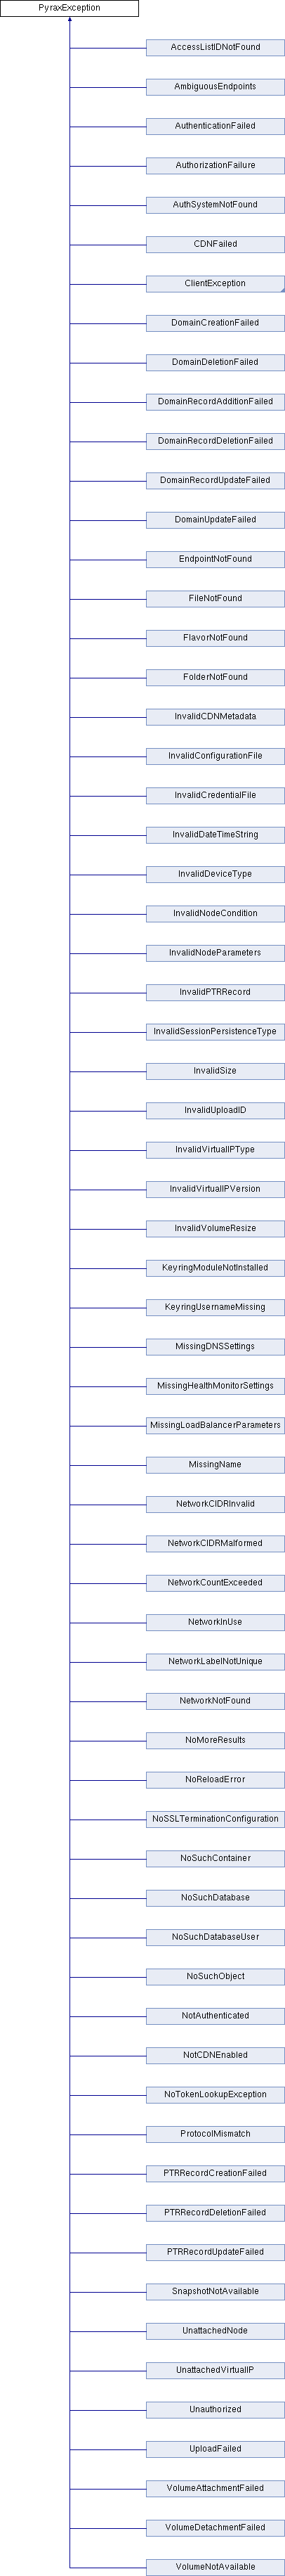 PyraxException
AccessListIDNotFound
AmbiguousEndpoints
AuthenticationFailed
AuthorizationFailure
AuthSystemNotFound
CDNFailed
ClientException
DomainCreationFailed
DomainDeletionFailed
DomainRecordAdditionFailed
DomainRecordDeletionFailed
DomainRecordUpdateFailed
DomainUpdateFailed
EndpointNotFound
FileNotFound
FlavorNotFound
FolderNotFound
InvalidCDNMetadata
InvalidConfigurationFile
InvalidCredentialFile
InvalidDateTimeString
InvalidDeviceType
InvalidNodeCondition
InvalidNodeParameters
InvalidPTRRecord
InvalidSessionPersistenceType
InvalidSize
InvalidUploadID
InvalidVirtualIPType
InvalidVirtualIPVersion
InvalidVolumeResize
KeyringModuleNotInstalled
KeyringUsernameMissing
MissingDNSSettings
MissingHealthMonitorSettings
MissingLoadBalancerParameters
MissingName
NetworkCIDRInvalid
NetworkCIDRMalformed
NetworkCountExceeded
NetworkInUse
NetworkLabelNotUnique
NetworkNotFound
NoMoreResults
NoReloadError
NoSSLTerminationConfiguration
NoSuchContainer
NoSuchDatabase
NoSuchDatabaseUser
NoSuchObject
NotAuthenticated
NotCDNEnabled
NoTokenLookupException
ProtocolMismatch
PTRRecordCreationFailed
PTRRecordDeletionFailed
PTRRecordUpdateFailed
SnapshotNotAvailable
UnattachedNode
UnattachedVirtualIP
Unauthorized
UploadFailed
VolumeAttachmentFailed
VolumeDetachmentFailed
VolumeNotAvailable